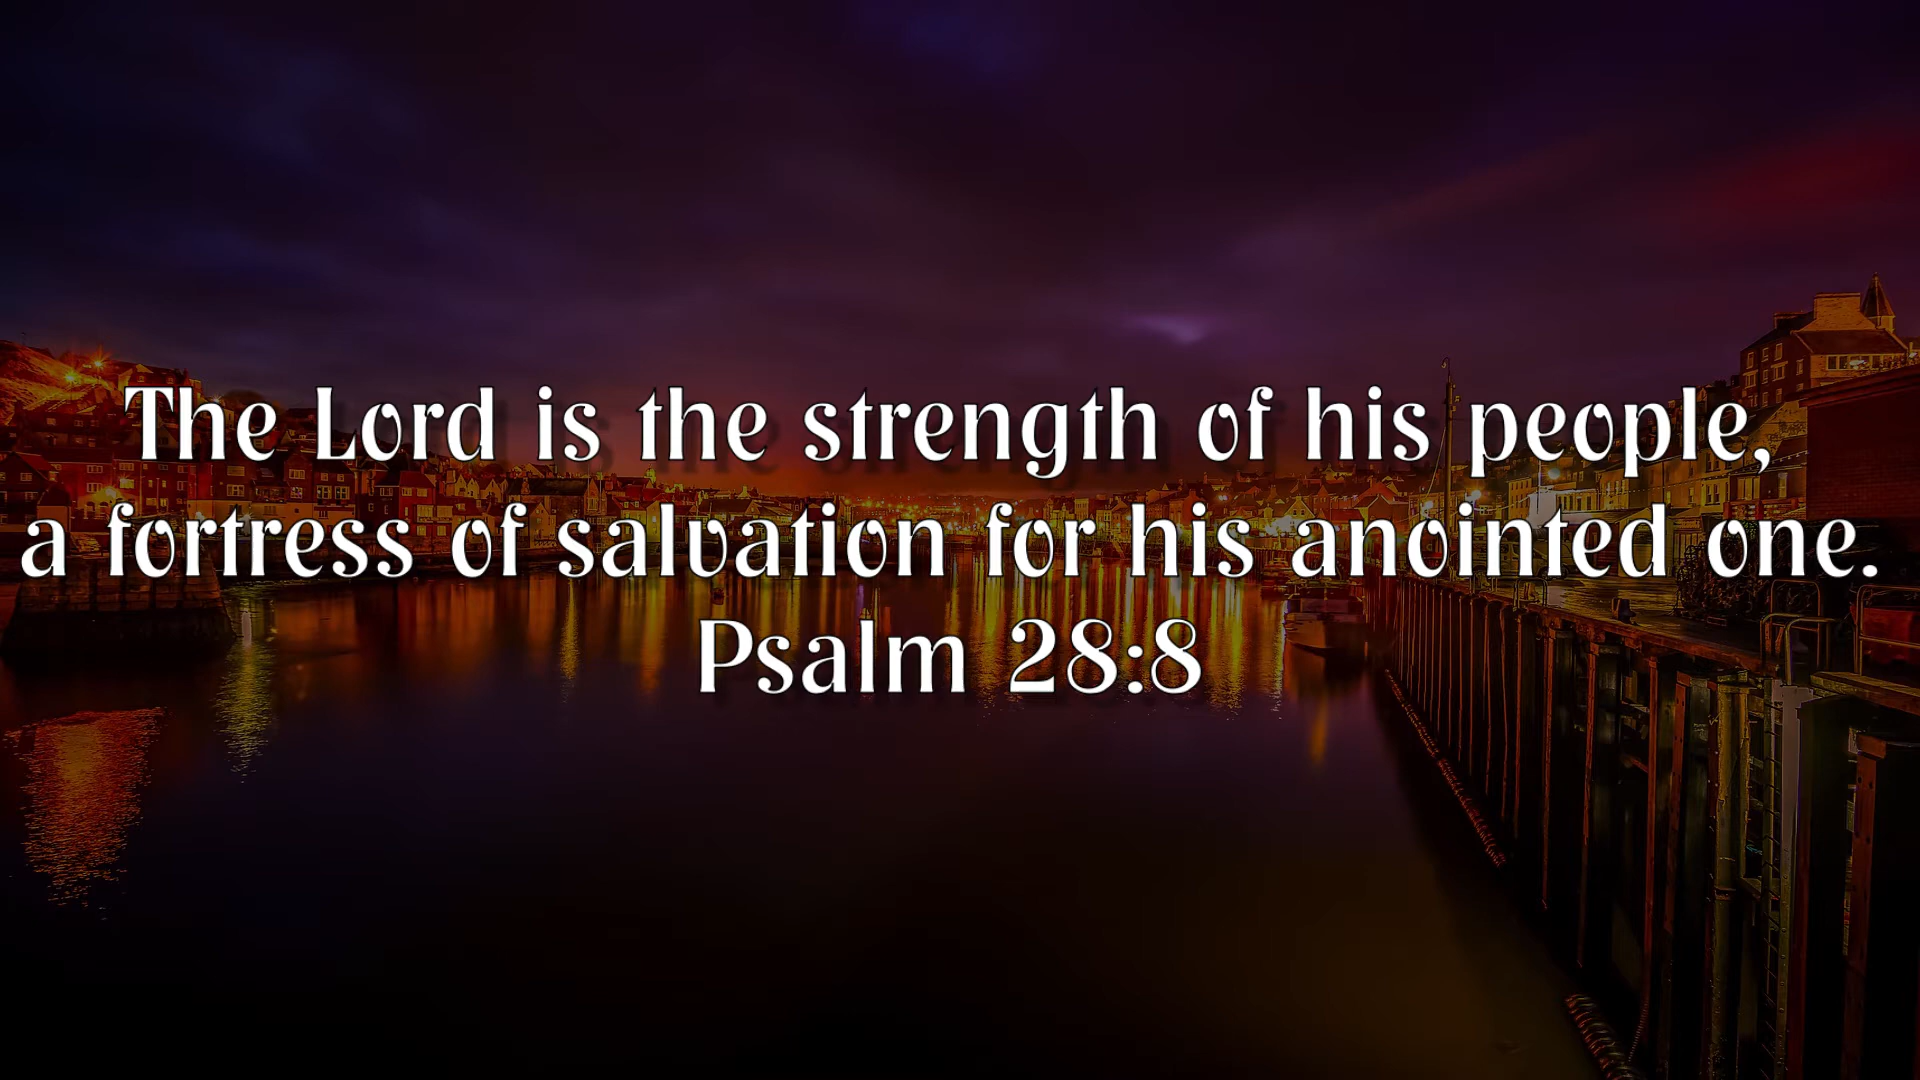 The Lord is the strength of his people,
a fortress of salvation for his anointed one.
Psalm 28:8